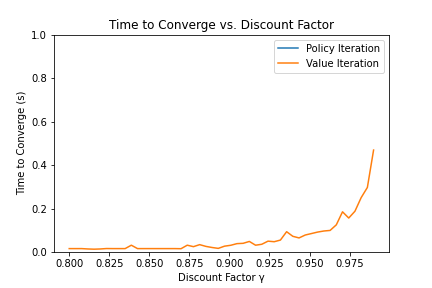 Time to Converge vs. Discount Factor
Policy Iteration
Value Iteration
Time to Converge (s)
1.0
0.8
0.6
0.4
0.2
0.0
0.800
0.825
0.850
0.875
0.900
0.925
0.950
0.975
Discount Factor γ